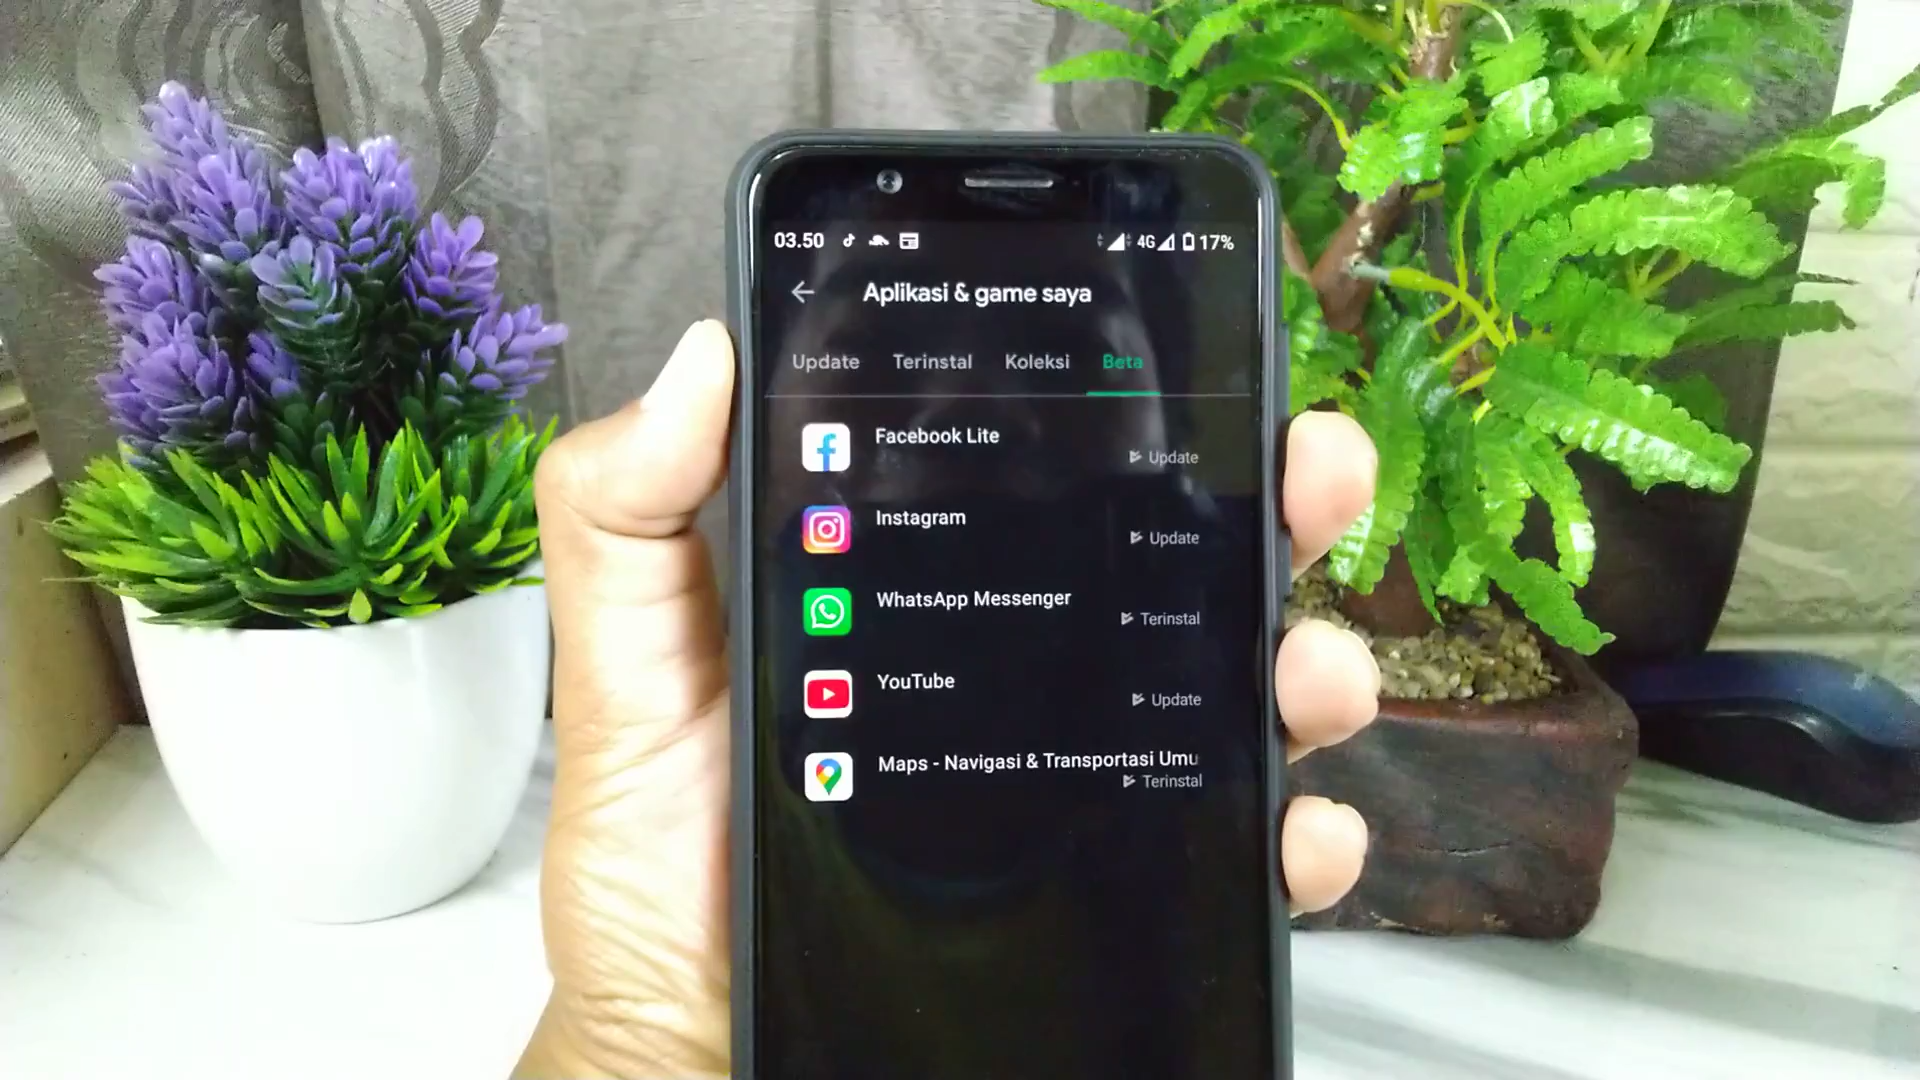 03.50 4G 17%
Aplikasi & game saya
Update Terinstal Koleksi Beta
Facebook Lite
Update
Instagram
Update
WhatsApp Messenger
Terinstal
YouTube
Update
Maps - Navigasi & Transportasi Umu
Terinstal